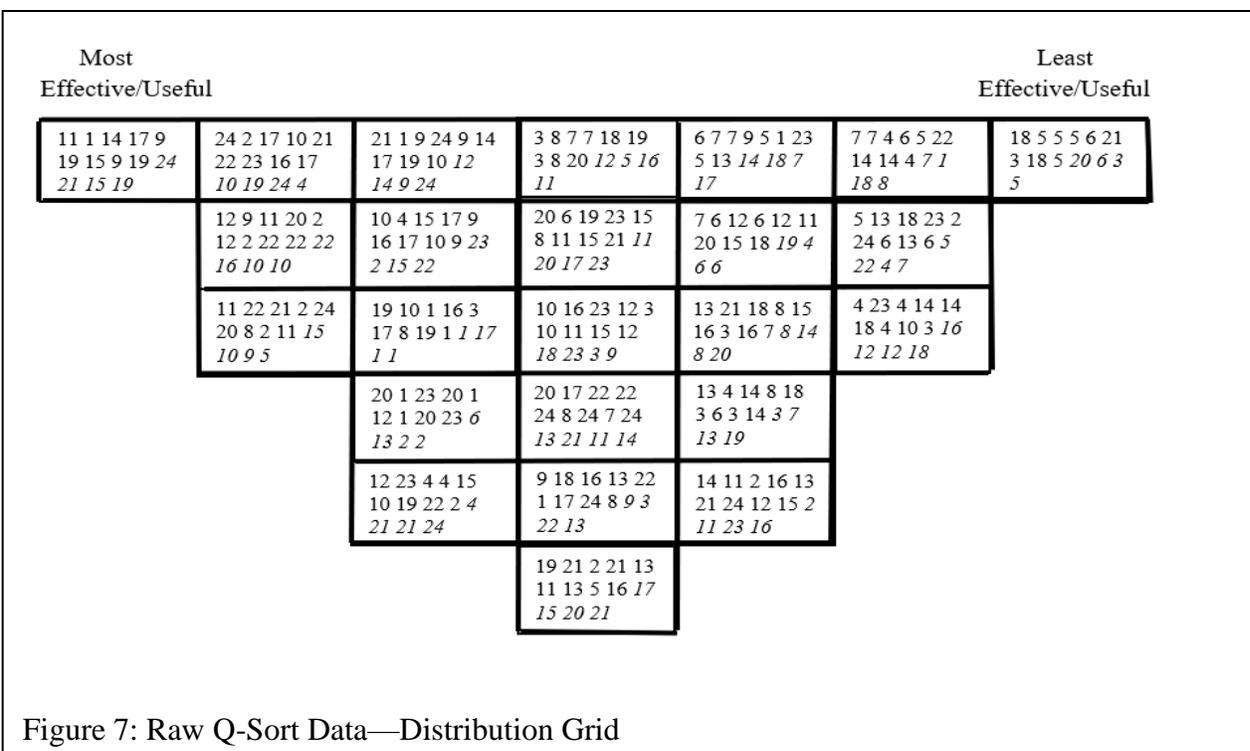 Most
Effective/Useful
Least
Effective/Useful
11 1 14 17 9
19 15 9 19 24
21 15 19
24 2 17 10 21
22 23 16 17
10 19 24 4
21 1 9 24 9 14
17 19 10 12
14 9 24
3 8 7 7 18 19
3 8 20 12 5 16
11
6 7 7 9 5 1 23
5 13 14 18 7
17
7 7 4 6 5 22
14 14 4 7 1
18 8
18 5 5 5 6 21
3 18 5 20 6 3
5
12 9 11 20 2
12 2 22 22 22
16 10 10
10 4 15 17 9
16 17 10 9 23
2 15 22
20 6 19 23 15
8 11 15 21 11
20 17 23
7 6 12 6 12 11
20 15 18 19 4
6 6
5 13 18 23 2
24 6 13 6 5
22 4 7
11 22 21 2 24
20 8 2 11 15
10 9 5
19 10 1 16 3
17 8 19 1 1 17
1 1
10 16 23 12 3
10 11 15 12
18 23 3 9
13 21 18 8 15
16 3 16 7 8 14
8 20
4 23 4 14 14
18 4 10 3 16
12 12 18
20 1 23 20 1
12 1 20 23 6
13 2 2
20 17 22 22
24 8 24 7 24
13 21 11 14
13 4 14 8 18
3 6 3 14 3 7
13 19
12 23 4 4 15
10 19 22 2 4
21 21 24
9 18 16 13 22
1 17 24 8 9 3
22 13
14 11 2 16 13
21 24 12 15 2
11 23 16
19 21 2 21 13
11 13 5 16 17
15 20 21
Figure 7: Raw Q-Sort Data—Distribution Grid